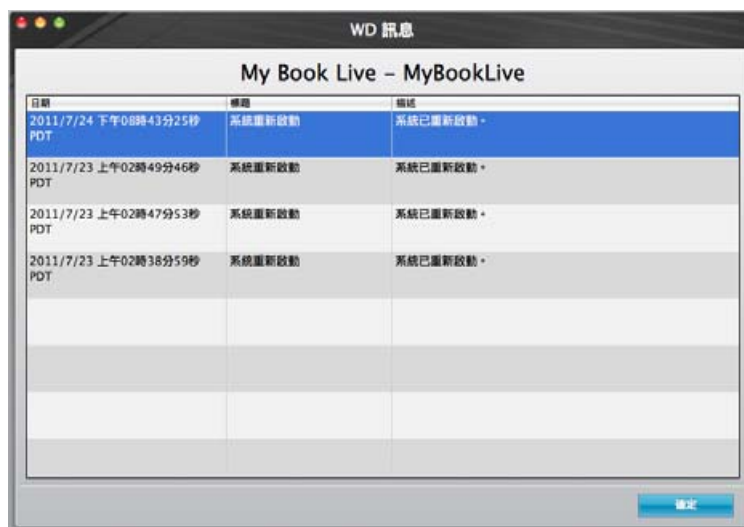 WD 訊息
My Book Live – MyBookLive
日期 標題 描述
2011/7/24 下午08時43分25秒 系統重新啟動 系統已重新啟動。
PDT
2011/7/23 上午02時49分46秒 系統重新啟動 系統已重新啟動。
PDT
2011/7/23 上午02時47分53秒 系統重新啟動 系統已重新啟動。
PDT
2011/7/23 上午02時38分59秒 系統重新啟動 系統已重新啟動。
PDT
確定